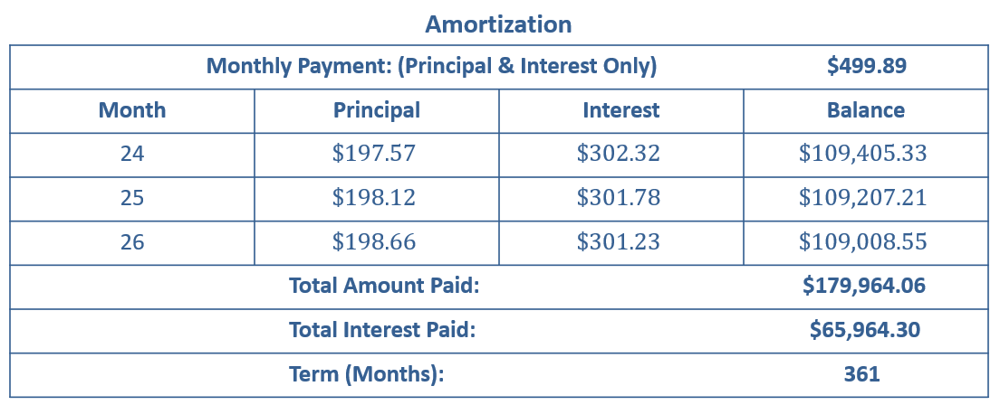 Amortization
Monthly Payment: (Principal & Interest Only) $499.89
Month Principal Interest Balance
24 $197.57 $302.32 $109,405.33
25 $198.12 $301.78 $109,207.21
26 $198.66 $301.23 $109,008.55
Total Amount Paid: $179,964.06
Total Interest Paid: $65,964.30
Term (Months): 361